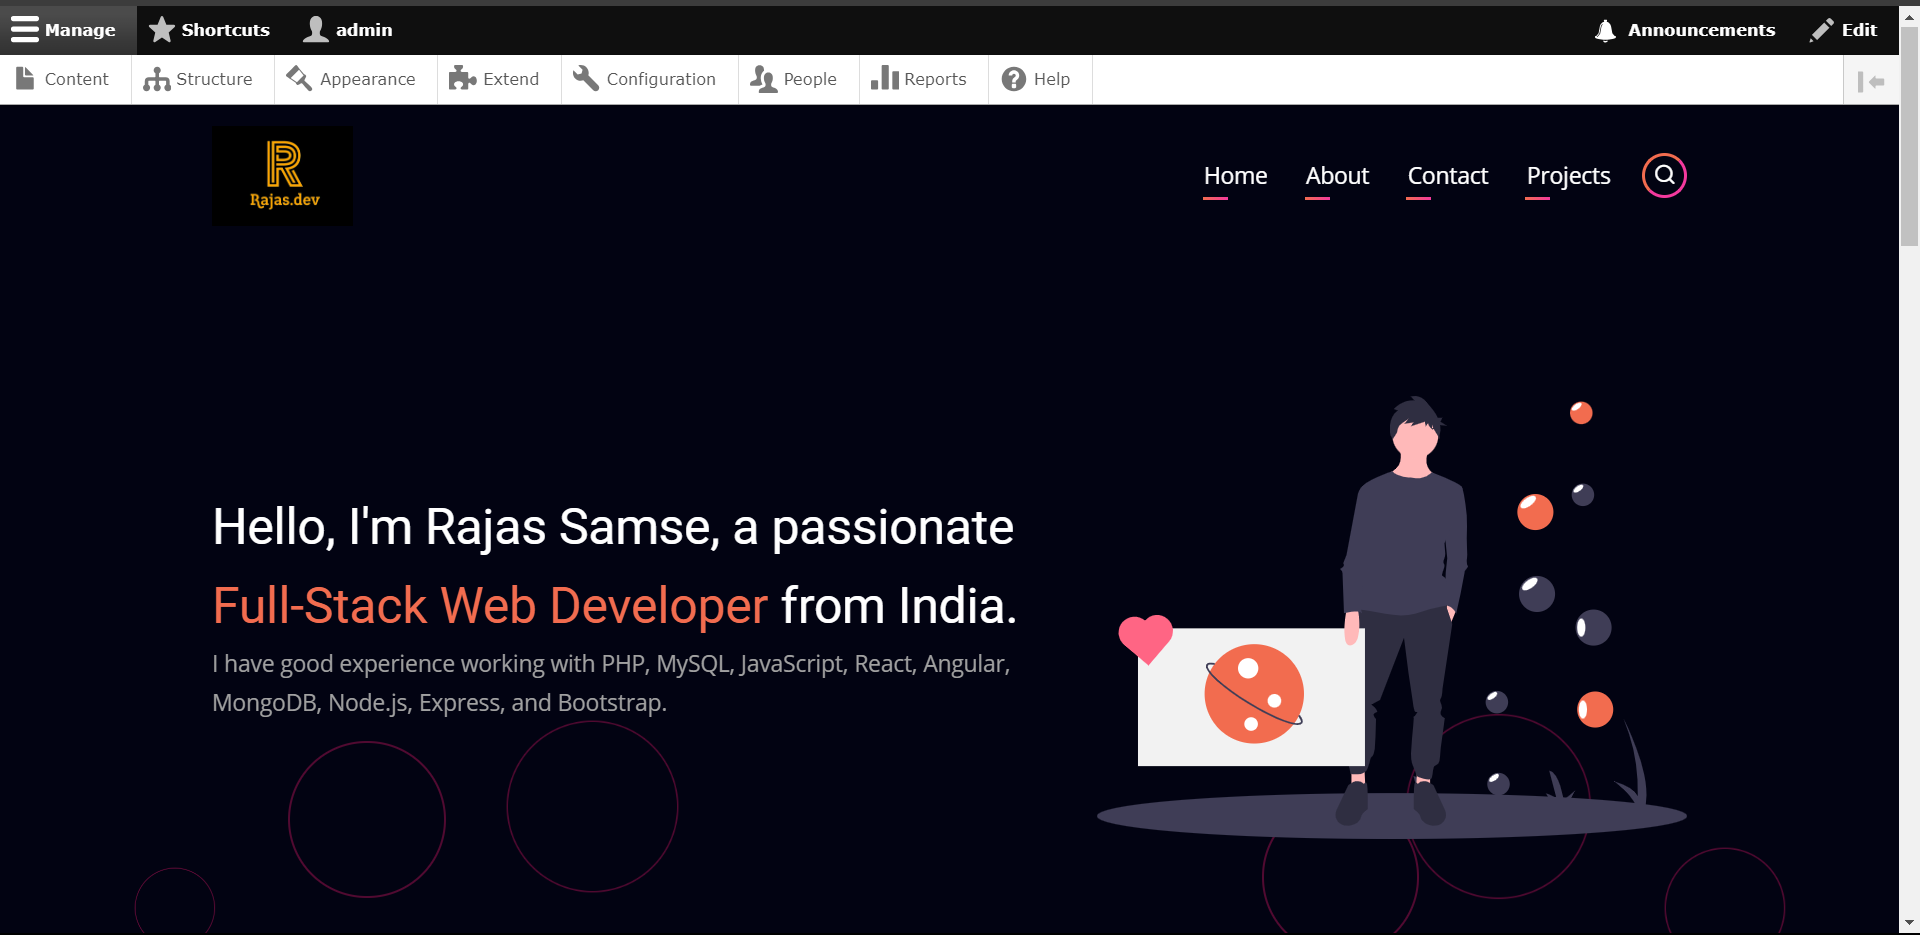 Manage Shortcuts admin Announcements Edit
Content Structure Appearance Extend Configuration People Reports Help
R
Rajas.dev
Home About Contact Projects
Hello, I'm Rajas Samse, a passionate
Full-Stack Web Developer from India.
I have good experience working with PHP, MySQL, JavaScript, React, Angular,
MongoDB, Node.js, Express, and Bootstrap.